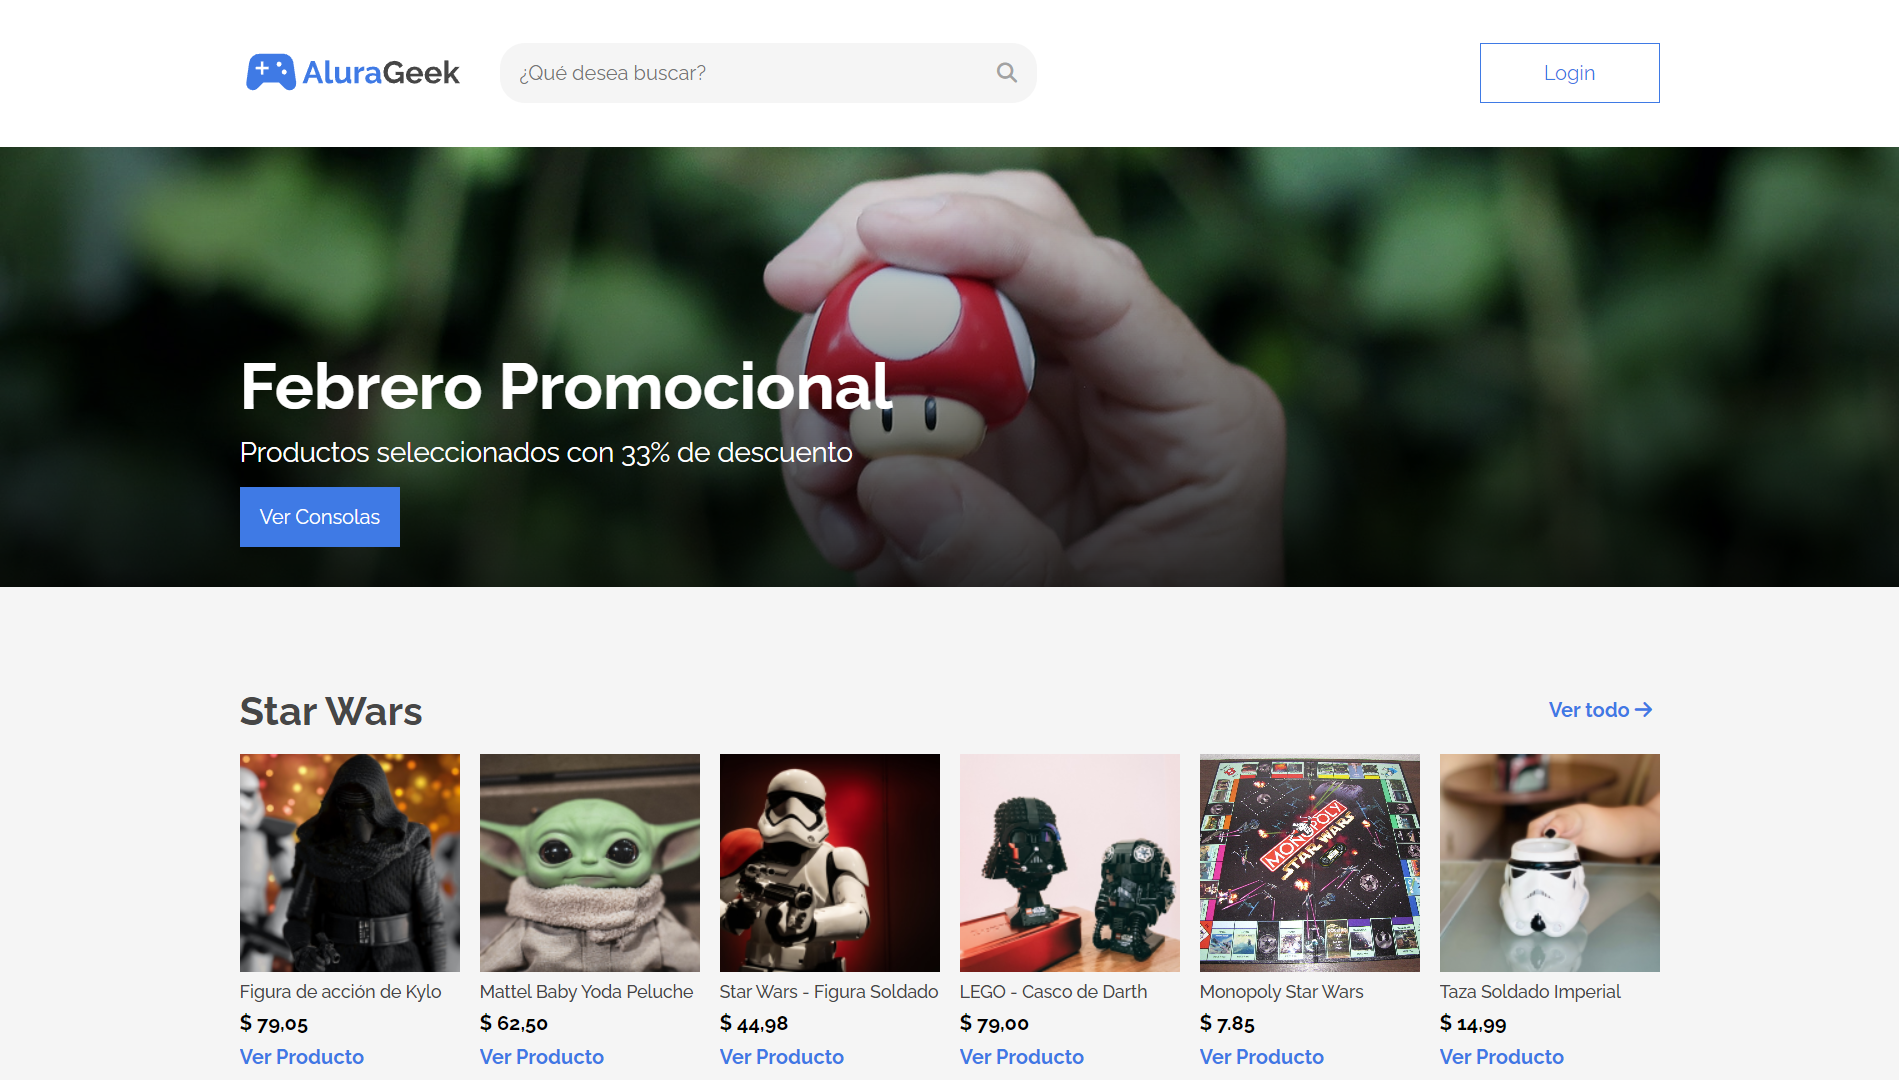 AluraGeek
¿Qué desea buscar?
Login
Febrero Promocional
Productos seleccionados con 33% de descuento
Ver Consolas
Star Wars
Ver todo →
MONOPOLY
STAR WARS
Figura de acción de Kylo
$ 79,05
Ver Producto
Mattel Baby Yoda Peluche
$ 62,50
Ver Producto
Star Wars - Figura Soldado
$ 44,98
Ver Producto
LEGO - Casco de Darth
$ 79,00
Ver Producto
Monopoly Star Wars
$ 7.85
Ver Producto
Taza Soldado Imperial
$ 14,99
Ver Producto